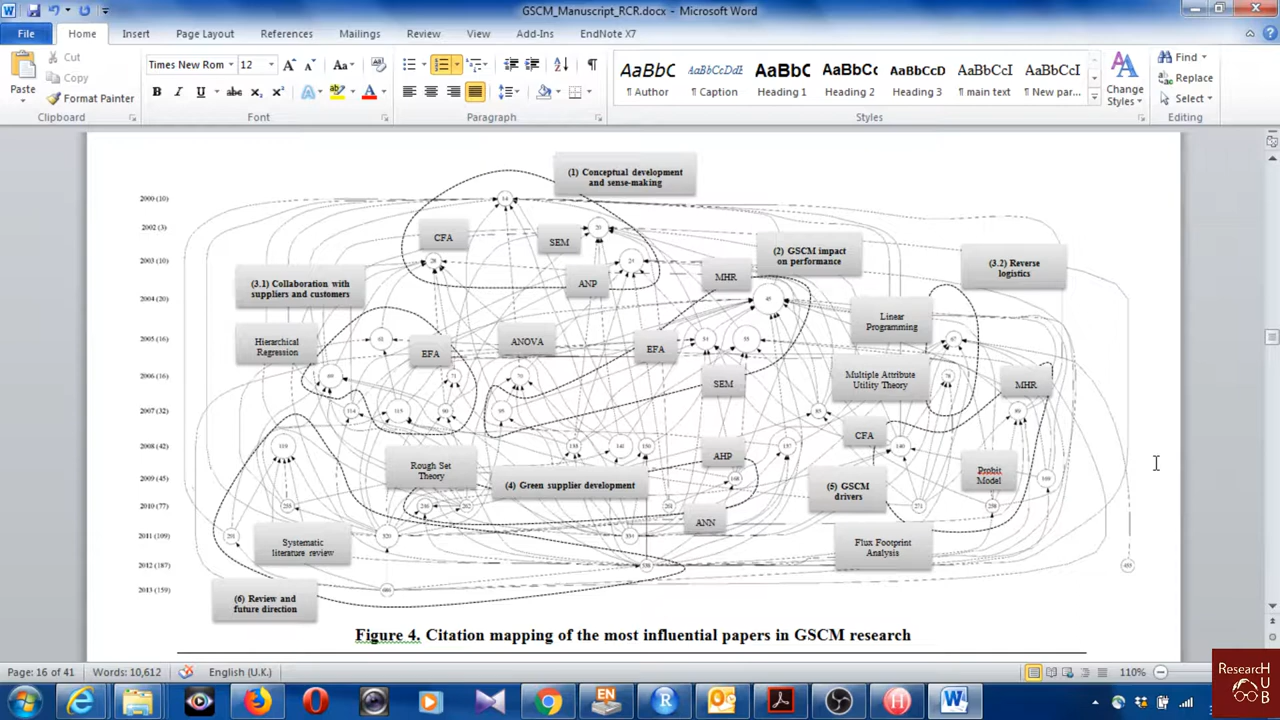 GSCM_Manuscript_RCR.docx - Microsoft Word
File Home Insert Page Layout References Mailings Review View Add-Ins EndNote X7
Paste
Cut
Copy
Format Painter
Clipboard
Times New Rom 12
Font
Paragraph
AaBbC AaBbCcDdE AaBbC AaBbC AaBbCcD AaBbCcI AaBbCcI
¶ Author ¶ Caption Heading 1 Heading 2 Heading 3 ¶ main text ¶ New par...
Styles
Change
Styles
Find
Replace
Select
Editing
(1) Conceptual development
and sense-making
2000 (10)
2002 (3)
CFA
SEM
(2) GSCM impact
on performance
(3.2) Reverse
logistics
2003 (10)
(3.1) Collaboration with
suppliers and customers
ANP
MHR
2004 (20)
Linear
Programming
2005 (16)
Hierarchical
Regression
EFA
ANOVA
EFA
2006 (16)
SEM
Multiple Attribute
Utility Theory
MHR
2007 (32)
CFA
2008 (42)
Rough Set
Theory
AHP
Probit
Model
2009 (45)
(4) Green supplier development
(5) GSCM
drivers
2010 (77)
ANN
2011 (109)
Systematic
literature review
Flux Footprint
Analysis
2012 (187)
2013 (159)
(6) Review and
future direction
Figure 4. Citation mapping of the most influential papers in GSCM research
Page: 16 of 41 Words: 10,612 English (U.K.) 110%
EN
ResearcH
U
B